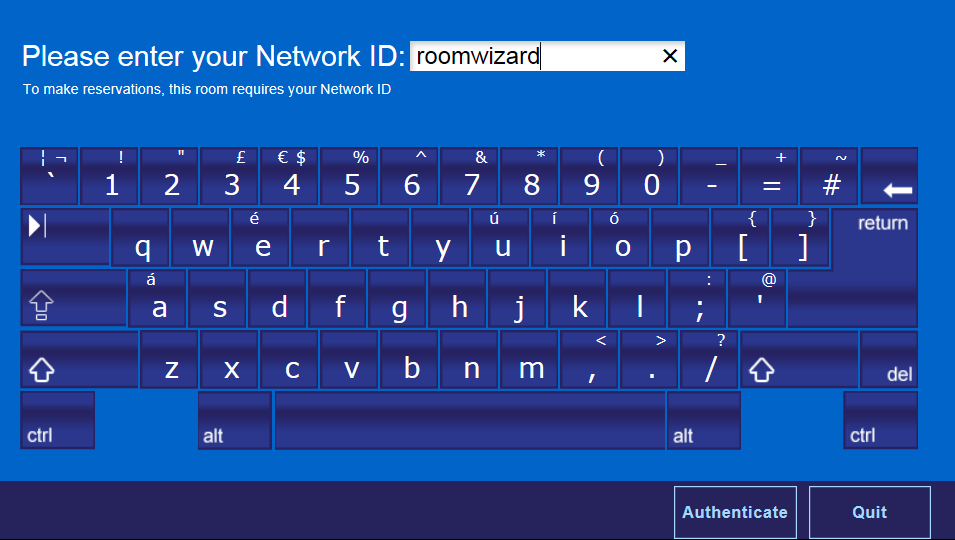 Please enter your Network ID: roomwizard ✕
To make reservations, this room requires your Network ID
¦ ¬ ! " £ € $ % ^ & * ( ) _ + ~
` 1 2 3 4 5 6 7 8 9 0 - = #
é ú í ó { } return
q w e r t y u i o p [ ]
á : @
a s d f g h j k l ; '
< > ?
z x c v b n m , . / del
ctrl alt alt ctrl
Authenticate Quit